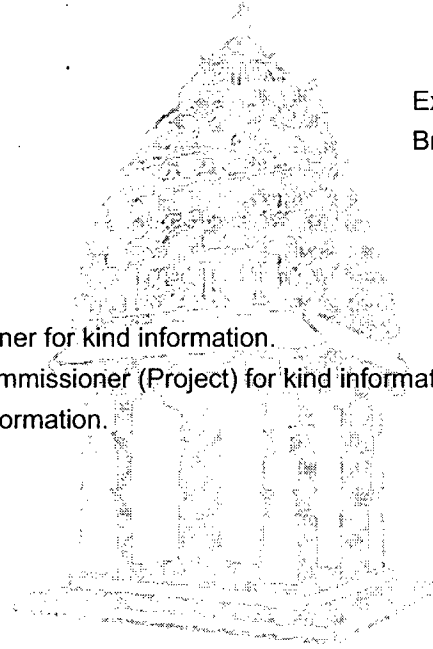 Ex
Br
ner for kind information.
mmissioner (Project) for kind informat
ormation.